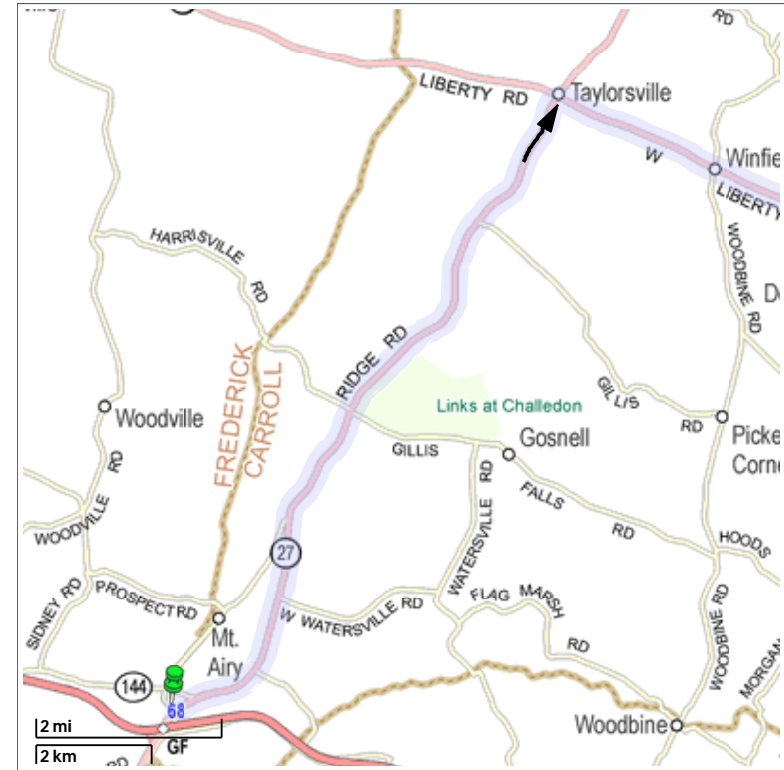 RD
LIBERTY RD
Taylorsville
W
Winfie
LIBERTY
HARRISVILLE
RD
WOODBINE RD
D
RIDGE RD
FREDERICK
CARROLL
GILLIS
RD
Links at Challedon
Woodville
GILLIS
Gosnell
Picke
Corne
RD
WOODVILLE
WATERSVILLE RD
FALLS
RD
HOODS
27
SIDNEY RD
PROSPECT RD
W WATERSVILLE RD
FLAG MARSH
RD
WOODBINE RD
MORGAN
Mt.
Airy
144
68
2 mi
GF
Woodbine
2 km
RD